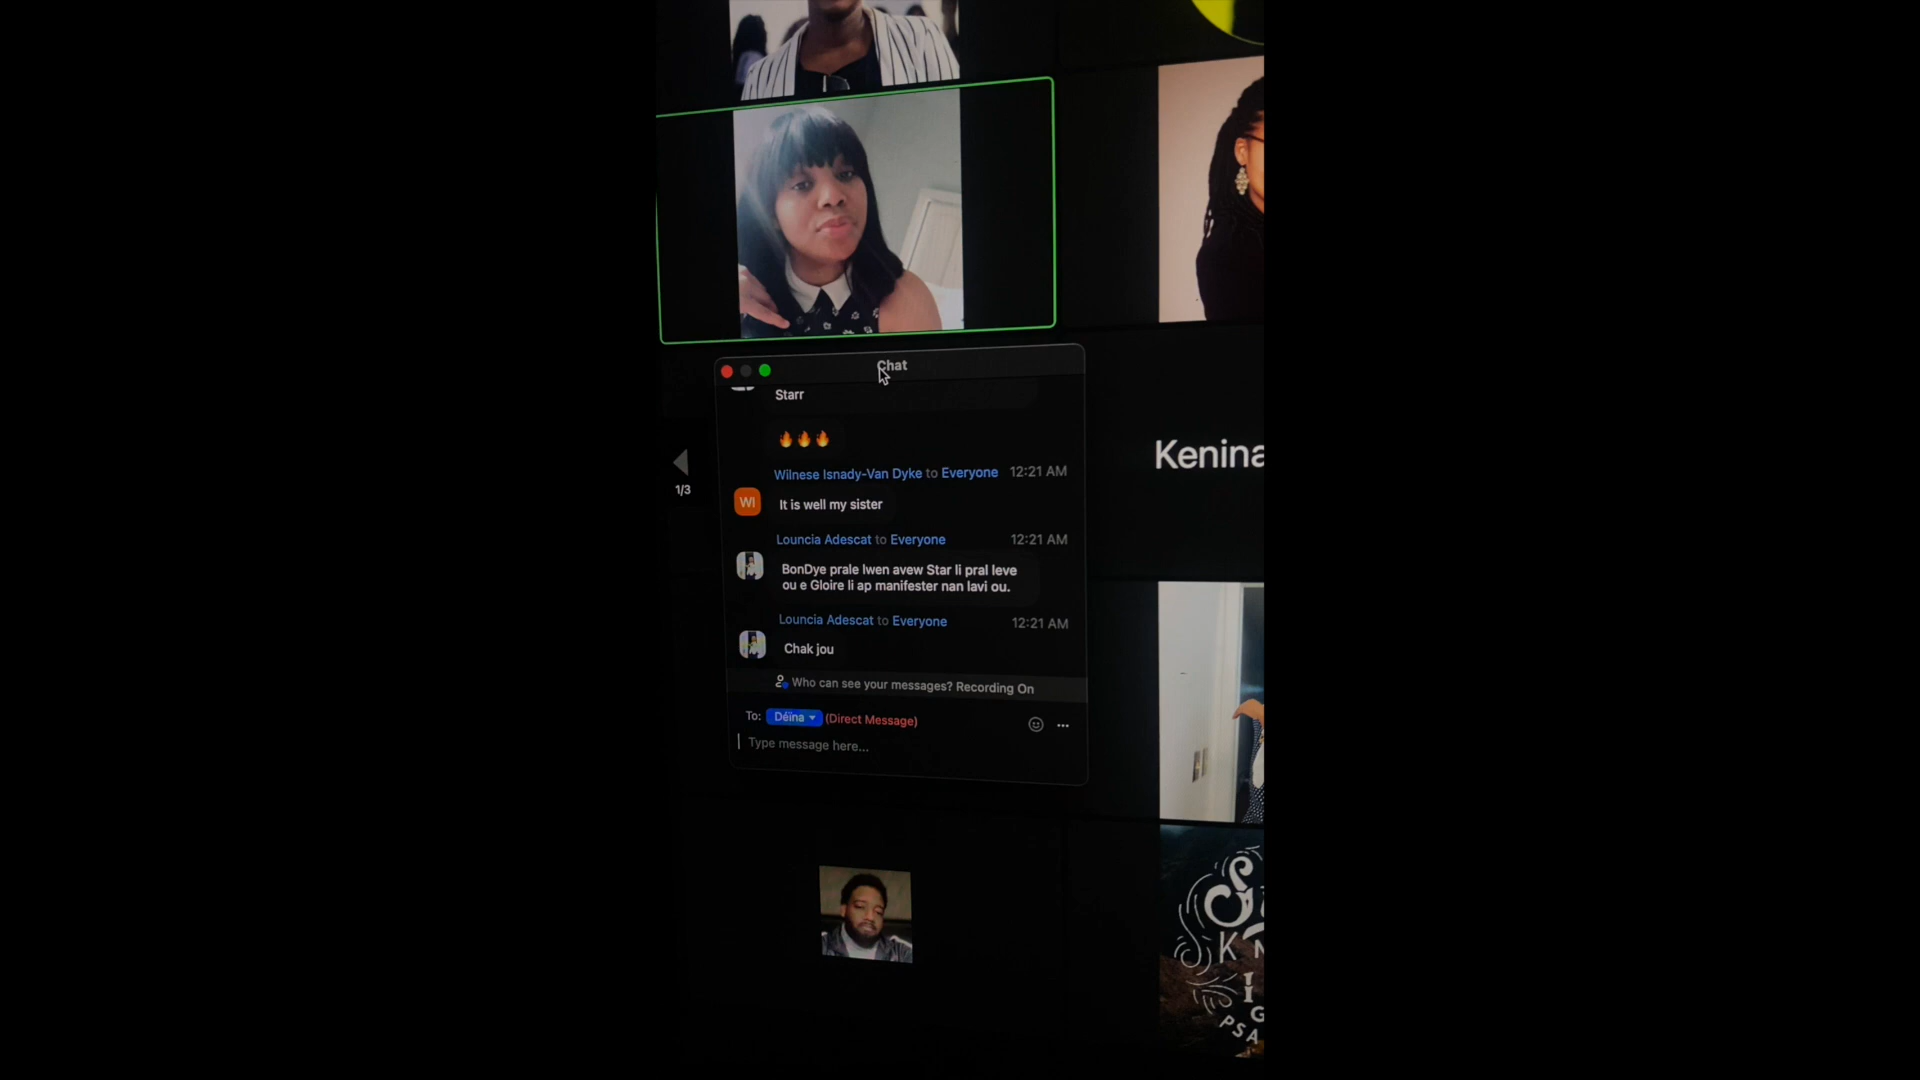 Chat
Starr
🔥🔥🔥
Wilnese Isnady-Van Dyke to Everyone 12:21 AM
WI
It is well my sister
Louncia Adescat to Everyone 12:21 AM
BonDye prale lwen avew Star li pral leve
ou e Gloire li ap manifester nan lavi ou.
Louncia Adescat to Everyone 12:21 AM
Chak jou
Who can see your messages? Recording On
To: Déïna (Direct Message)
Type message here...
1/3
Kenina